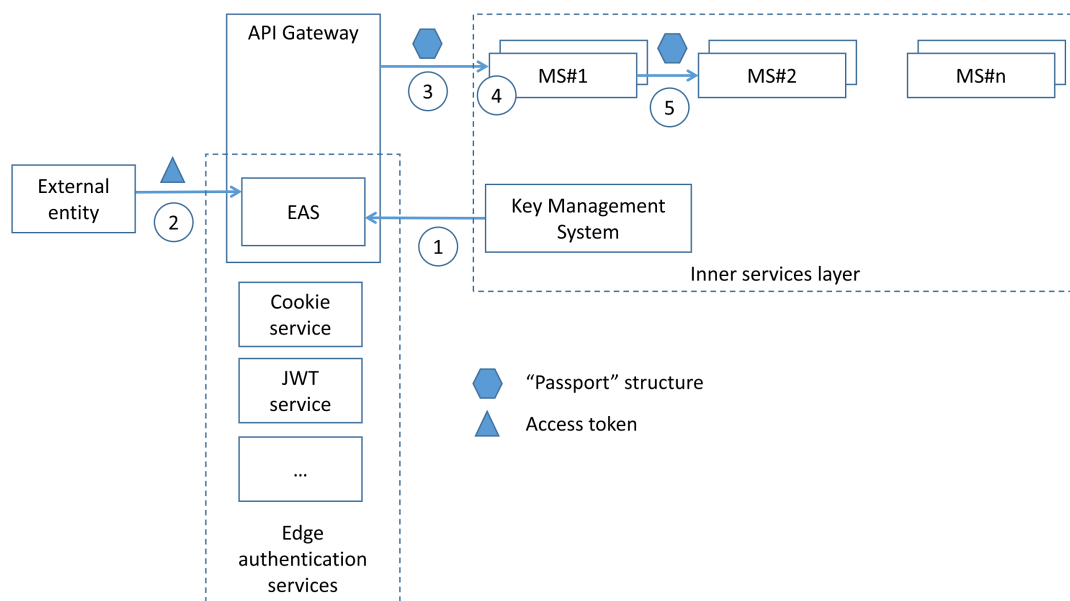 API Gateway
3
4
MS#1
5
MS#2
MS#n
External
entity
2
EAS
1
Key Management
System
Inner services layer
Cookie
service
JWT
service
...
Edge
authentication
services
“Passport” structure
Access token